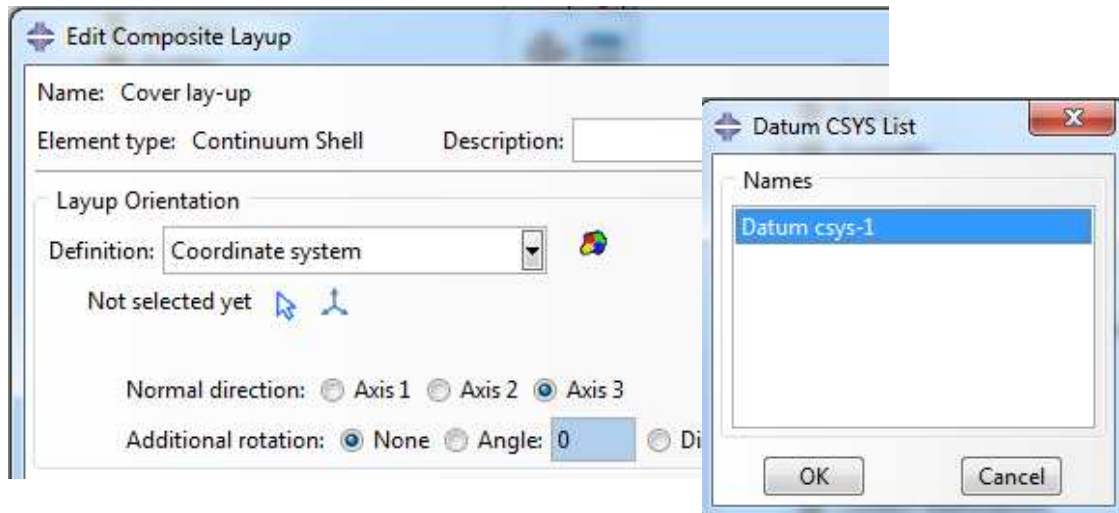 Edit Composite Layup
Name: Cover lay-up
Element type: Continuum Shell Description:
Layup Orientation
Definition: Coordinate system
Not selected yet
Normal direction: Axis 1 Axis 2 Axis 3
Additional rotation: None Angle: 0 Di
Datum CSYS List
Names
Datum csys-1
OK Cancel